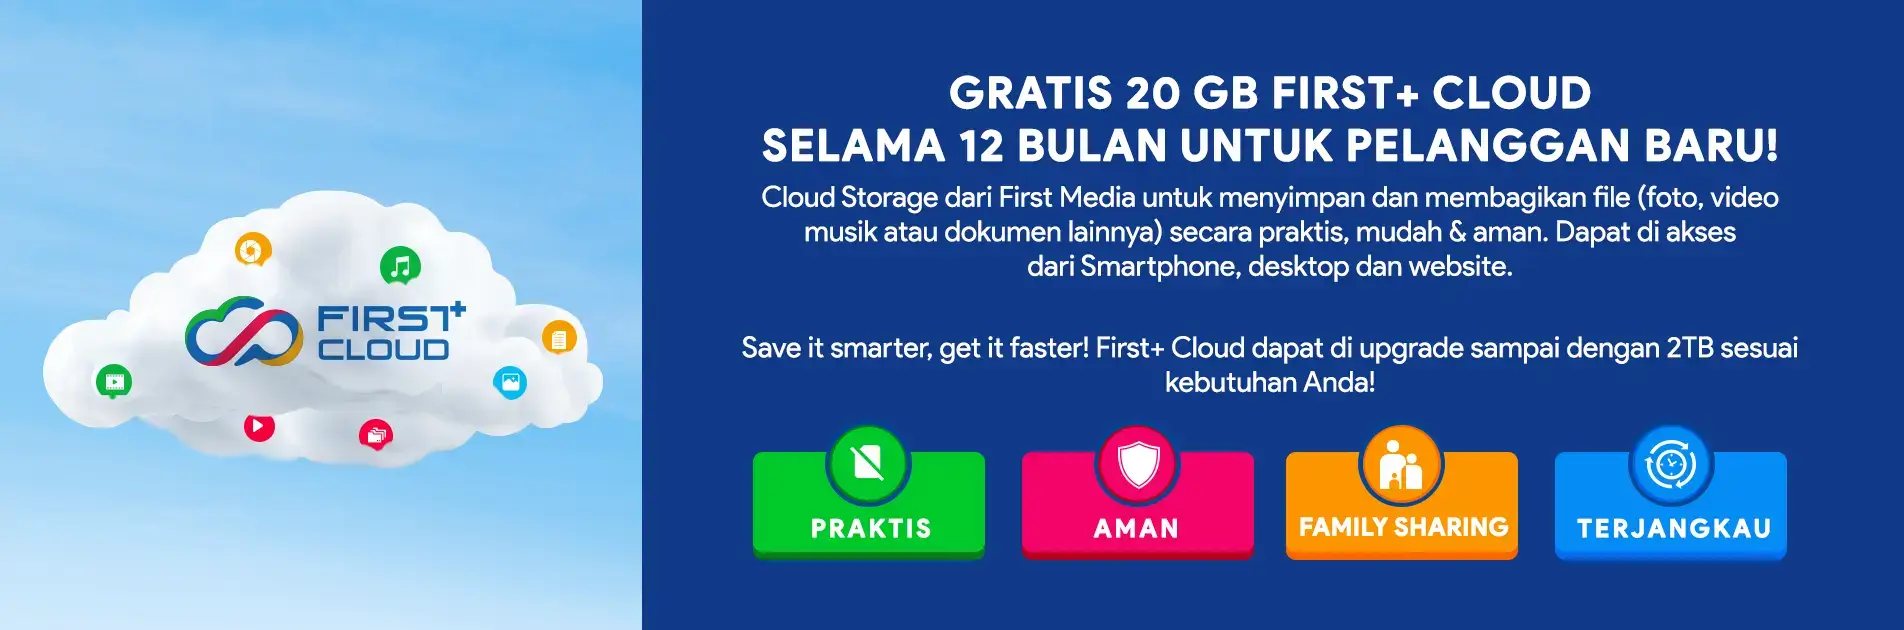 FIRST+
CLOUD
GRATIS 20 GB FIRST+ CLOUD
SELAMA 12 BULAN UNTUK PELANGGAN BARU!
Cloud Storage dari First Media untuk menyimpan dan membagikan file (foto, video
musik atau dokumen lainnya) secara praktis, mudah & aman. Dapat di akses
dari Smartphone, desktop dan website.
Save it smarter, get it faster! First+ Cloud dapat di upgrade sampai dengan 2TB sesuai
kebutuhan Anda!
PRAKTIS
AMAN
FAMILY SHARING
TERJANGKAU